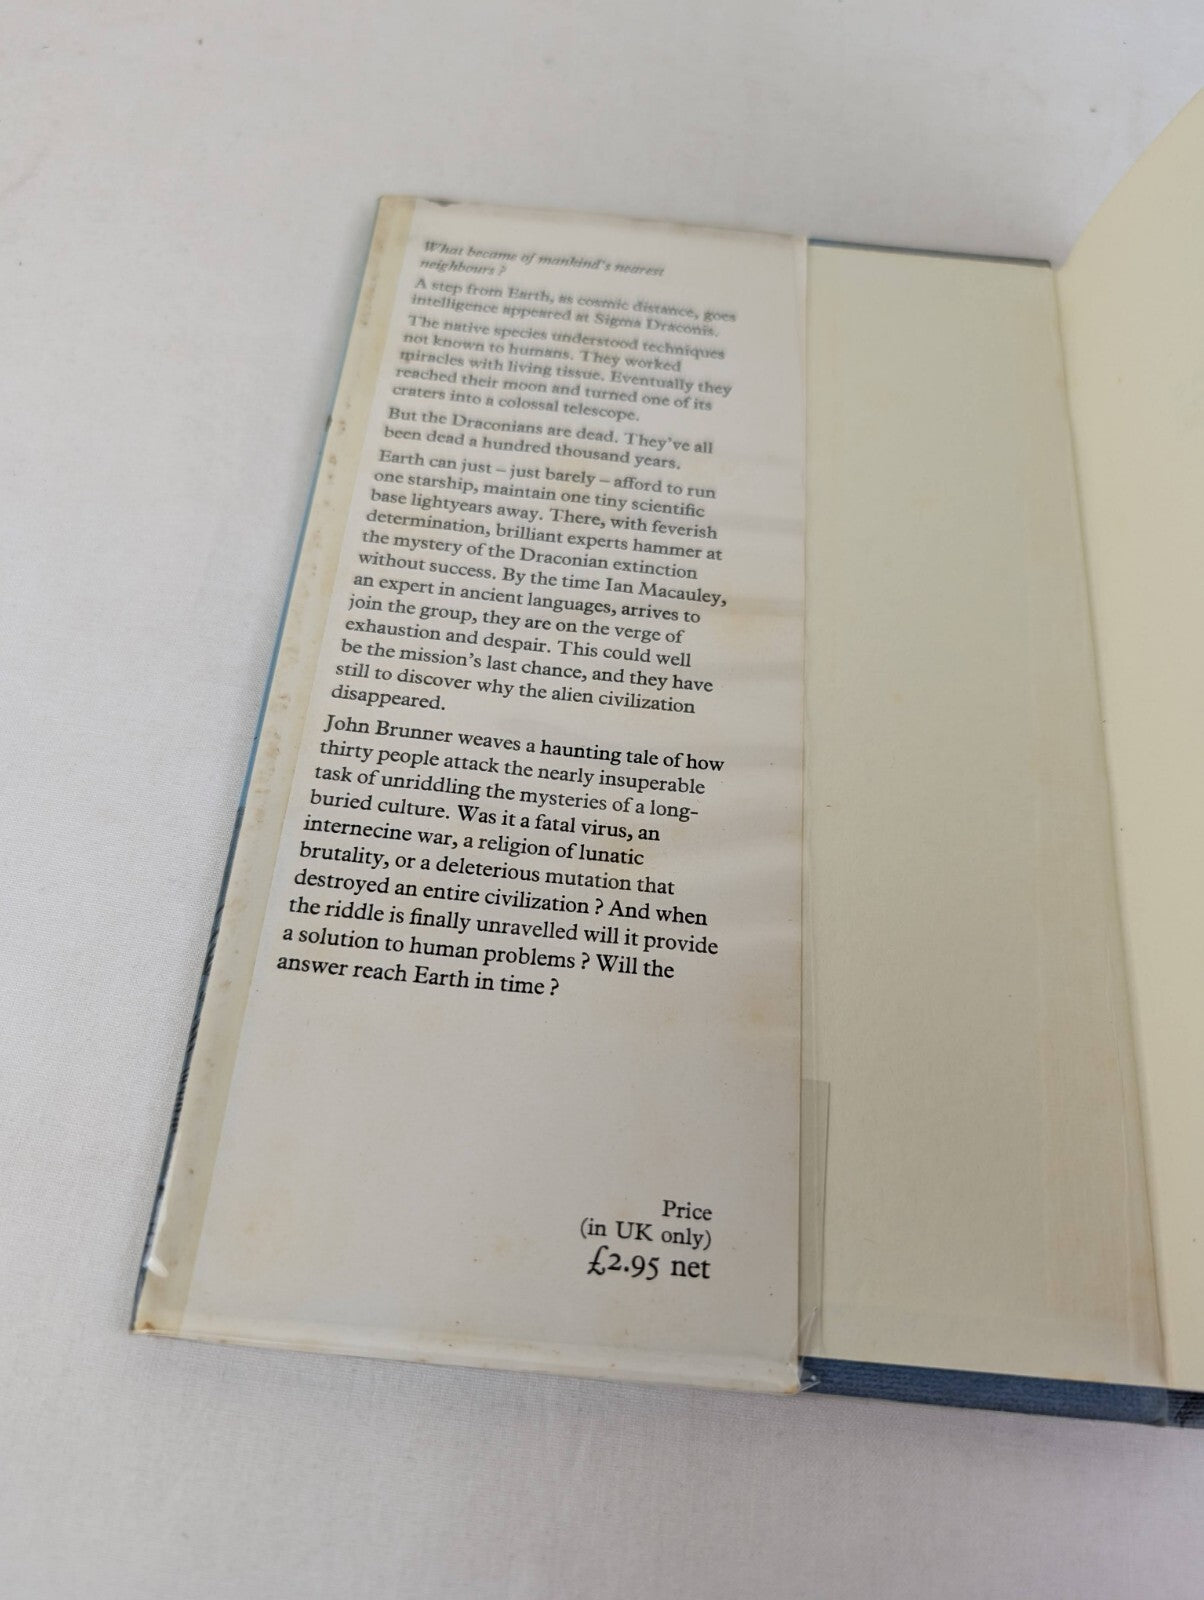 What became of mankind's nearest
neighbours ?
A step from Earth, as cosmic distance, goes
intelligence appeared at Sigma Draconis.
The native species understood techniques
not known to humans. They worked
miracles with living tissue. Eventually they
reached their moon and turned one of its
craters into a colossal telescope.
But the Draconians are dead. They've all
been dead a hundred thousand years.
Earth can just – just barely – afford to run
one starship, maintain one tiny scientific
base lightyears away. There, with feverish
determination, brilliant experts hammer at
the mystery of the Draconian extinction
without success. By the time Ian Macauley,
an expert in ancient languages, arrives to
join the group, they are on the verge of
exhaustion and despair. This could well
be the mission's last chance, and they have
still to discover why the alien civilization
disappeared.
John Brunner weaves a haunting tale of how
thirty people attack the nearly insuperable
task of unriddling the mysteries of a long-
buried culture. Was it a fatal virus, an
internecine war, a religion of lunatic
brutality, or a deleterious mutation that
destroyed an entire civilization ? And when
the riddle is finally unravelled will it provide
a solution to human problems ? Will the
answer reach Earth in time ?
Price
(in UK only)
£2.95 net